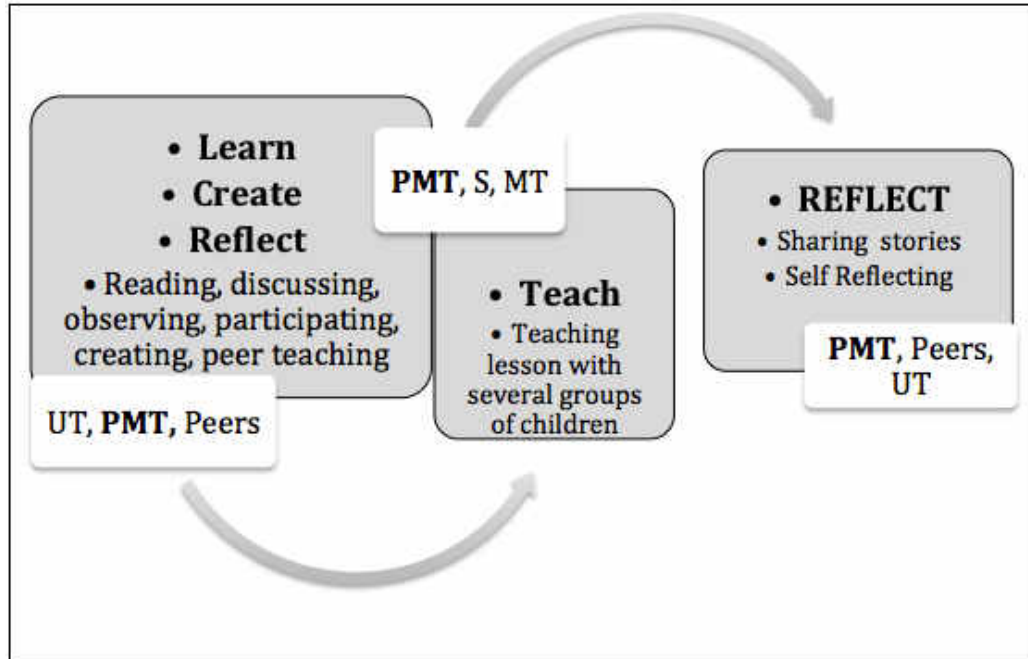 • Learn
• Create
• Reflect
• Reading, discussing,
observing, participating,
creating, peer teaching
UT, PMT, Peers
PMT, S, MT
• Teach
• Teaching
lesson with
several groups
of children
• REFLECT
• Sharing stories
• Self Reflecting
PMT, Peers,
UT